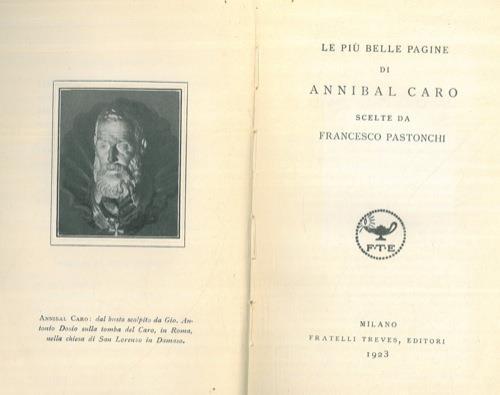 ANNIBAL CARO: dal busto scolpito da Gio. An-
tonio Dosio sulla tomba del Caro, in Roma,
nella chiesa di San Lorenzo in Damaso.
LE PIÙ BELLE PAGINE
DI
ANNIBAL CARO
SCELTE DA
FRANCESCO PASTONCHI
F·T·E
MILANO
FRATELLI TREVES, EDITORI
1923